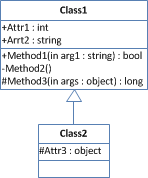 Class1
+Attr1 : int
+Arrt2 : string
+Method1(in arg1 : string) : bool
-Method2()
#Method3(in args : object) : long
Class2
#Attr3 : object